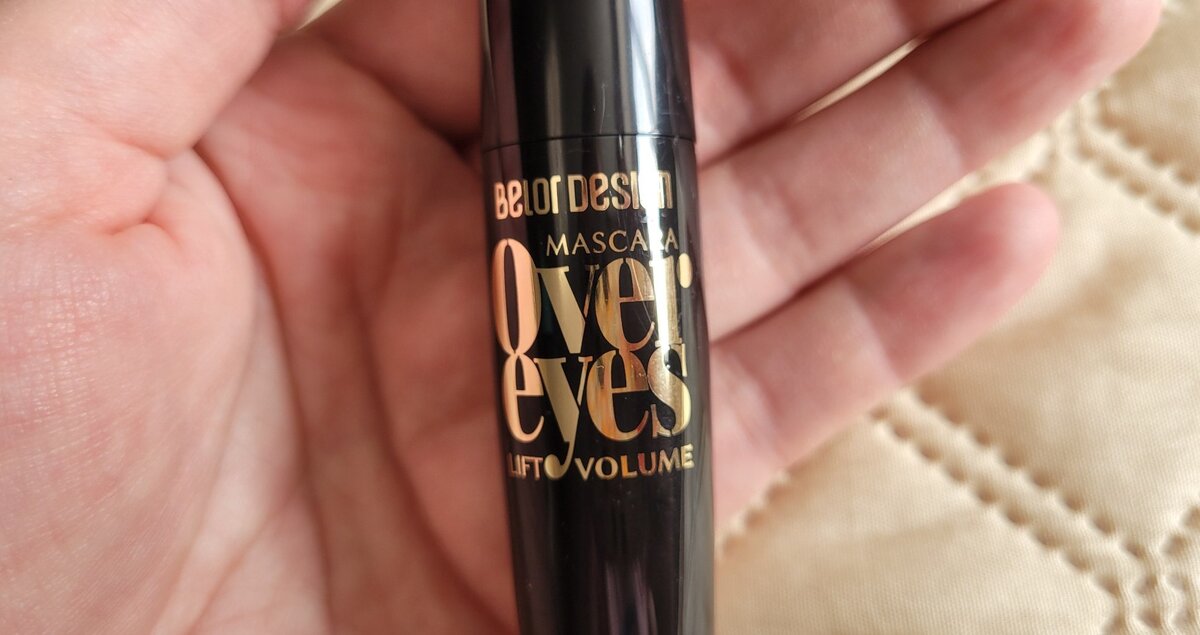 Belor Design
MASCARA
Over
eyes
LIFT VOLUME